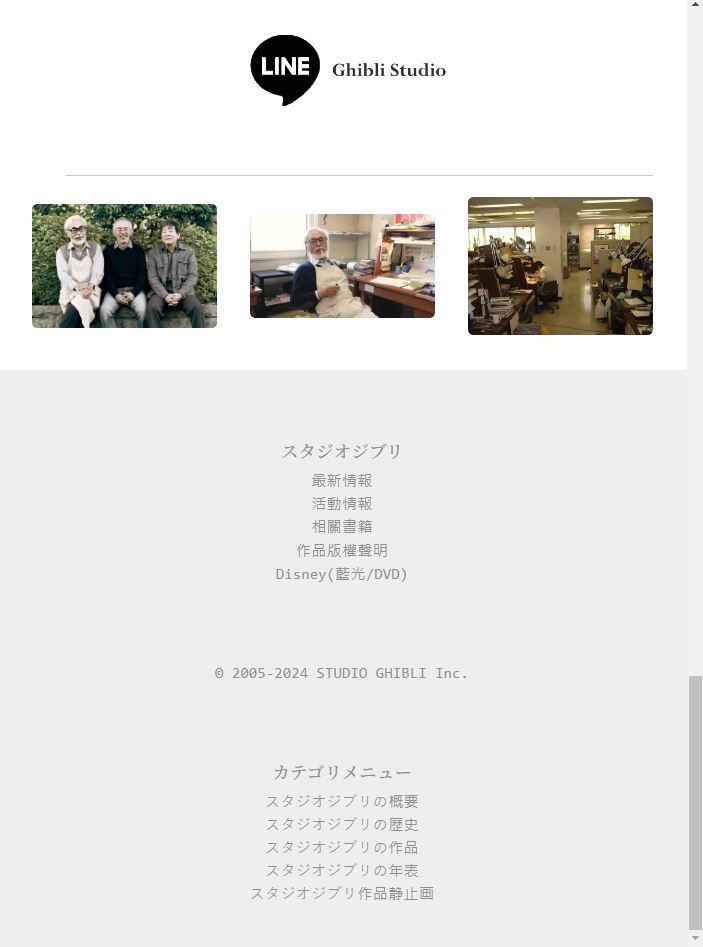 LINE
Ghibli Studio
スタジオジブリ
最新情報
活動情報
相關書籍
作品版權聲明
Disney(藍光/DVD)
© 2005-2024 STUDIO GHIBLI Inc.
カテゴリメニュー
スタジオジブリの概要
スタジオジブリの歴史
スタジオジブリの作品
スタジオジブリの年表
スタジオジブリ作品静止画